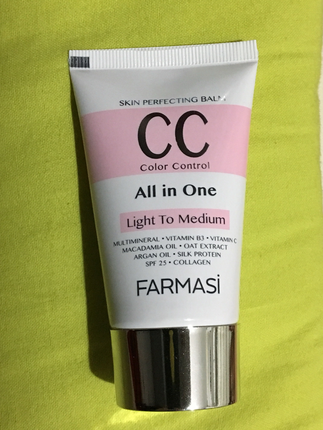 SKIN PERFECTING BALM
CC
Color Control
All in One
Light To Medium
MULTIMINERAL • VITAMIN B3 • VITAMIN C
MACADAMIA OIL • OAT EXTRACT
ARGAN OIL • SILK PROTEIN
SPF 25 • COLLAGEN
FARMASi